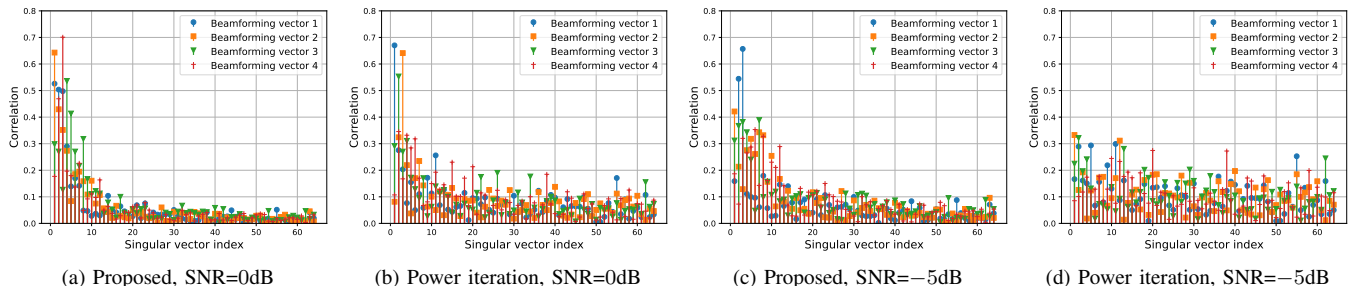 Correlation
0.8
0.7
0.6
0.5
0.4
0.3
0.2
0.1
0.0
0 10 20 30 40 50 60
Singular vector index
Beamforming vector 1
Beamforming vector 2
Beamforming vector 3
Beamforming vector 4
(a) Proposed, SNR=0dB
Correlation
0.8
0.7
0.6
0.5
0.4
0.3
0.2
0.1
0.0
0 10 20 30 40 50 60
Singular vector index
Beamforming vector 1
Beamforming vector 2
Beamforming vector 3
Beamforming vector 4
(b) Power iteration, SNR=0dB
Correlation
0.8
0.7
0.6
0.5
0.4
0.3
0.2
0.1
0.0
0 10 20 30 40 50 60
Singular vector index
Beamforming vector 1
Beamforming vector 2
Beamforming vector 3
Beamforming vector 4
(c) Proposed, SNR=−5dB
Correlation
0.8
0.7
0.6
0.5
0.4
0.3
0.2
0.1
0.0
0 10 20 30 40 50 60
Singular vector index
Beamforming vector 1
Beamforming vector 2
Beamforming vector 3
Beamforming vector 4
(d) Power iteration, SNR=−5dB